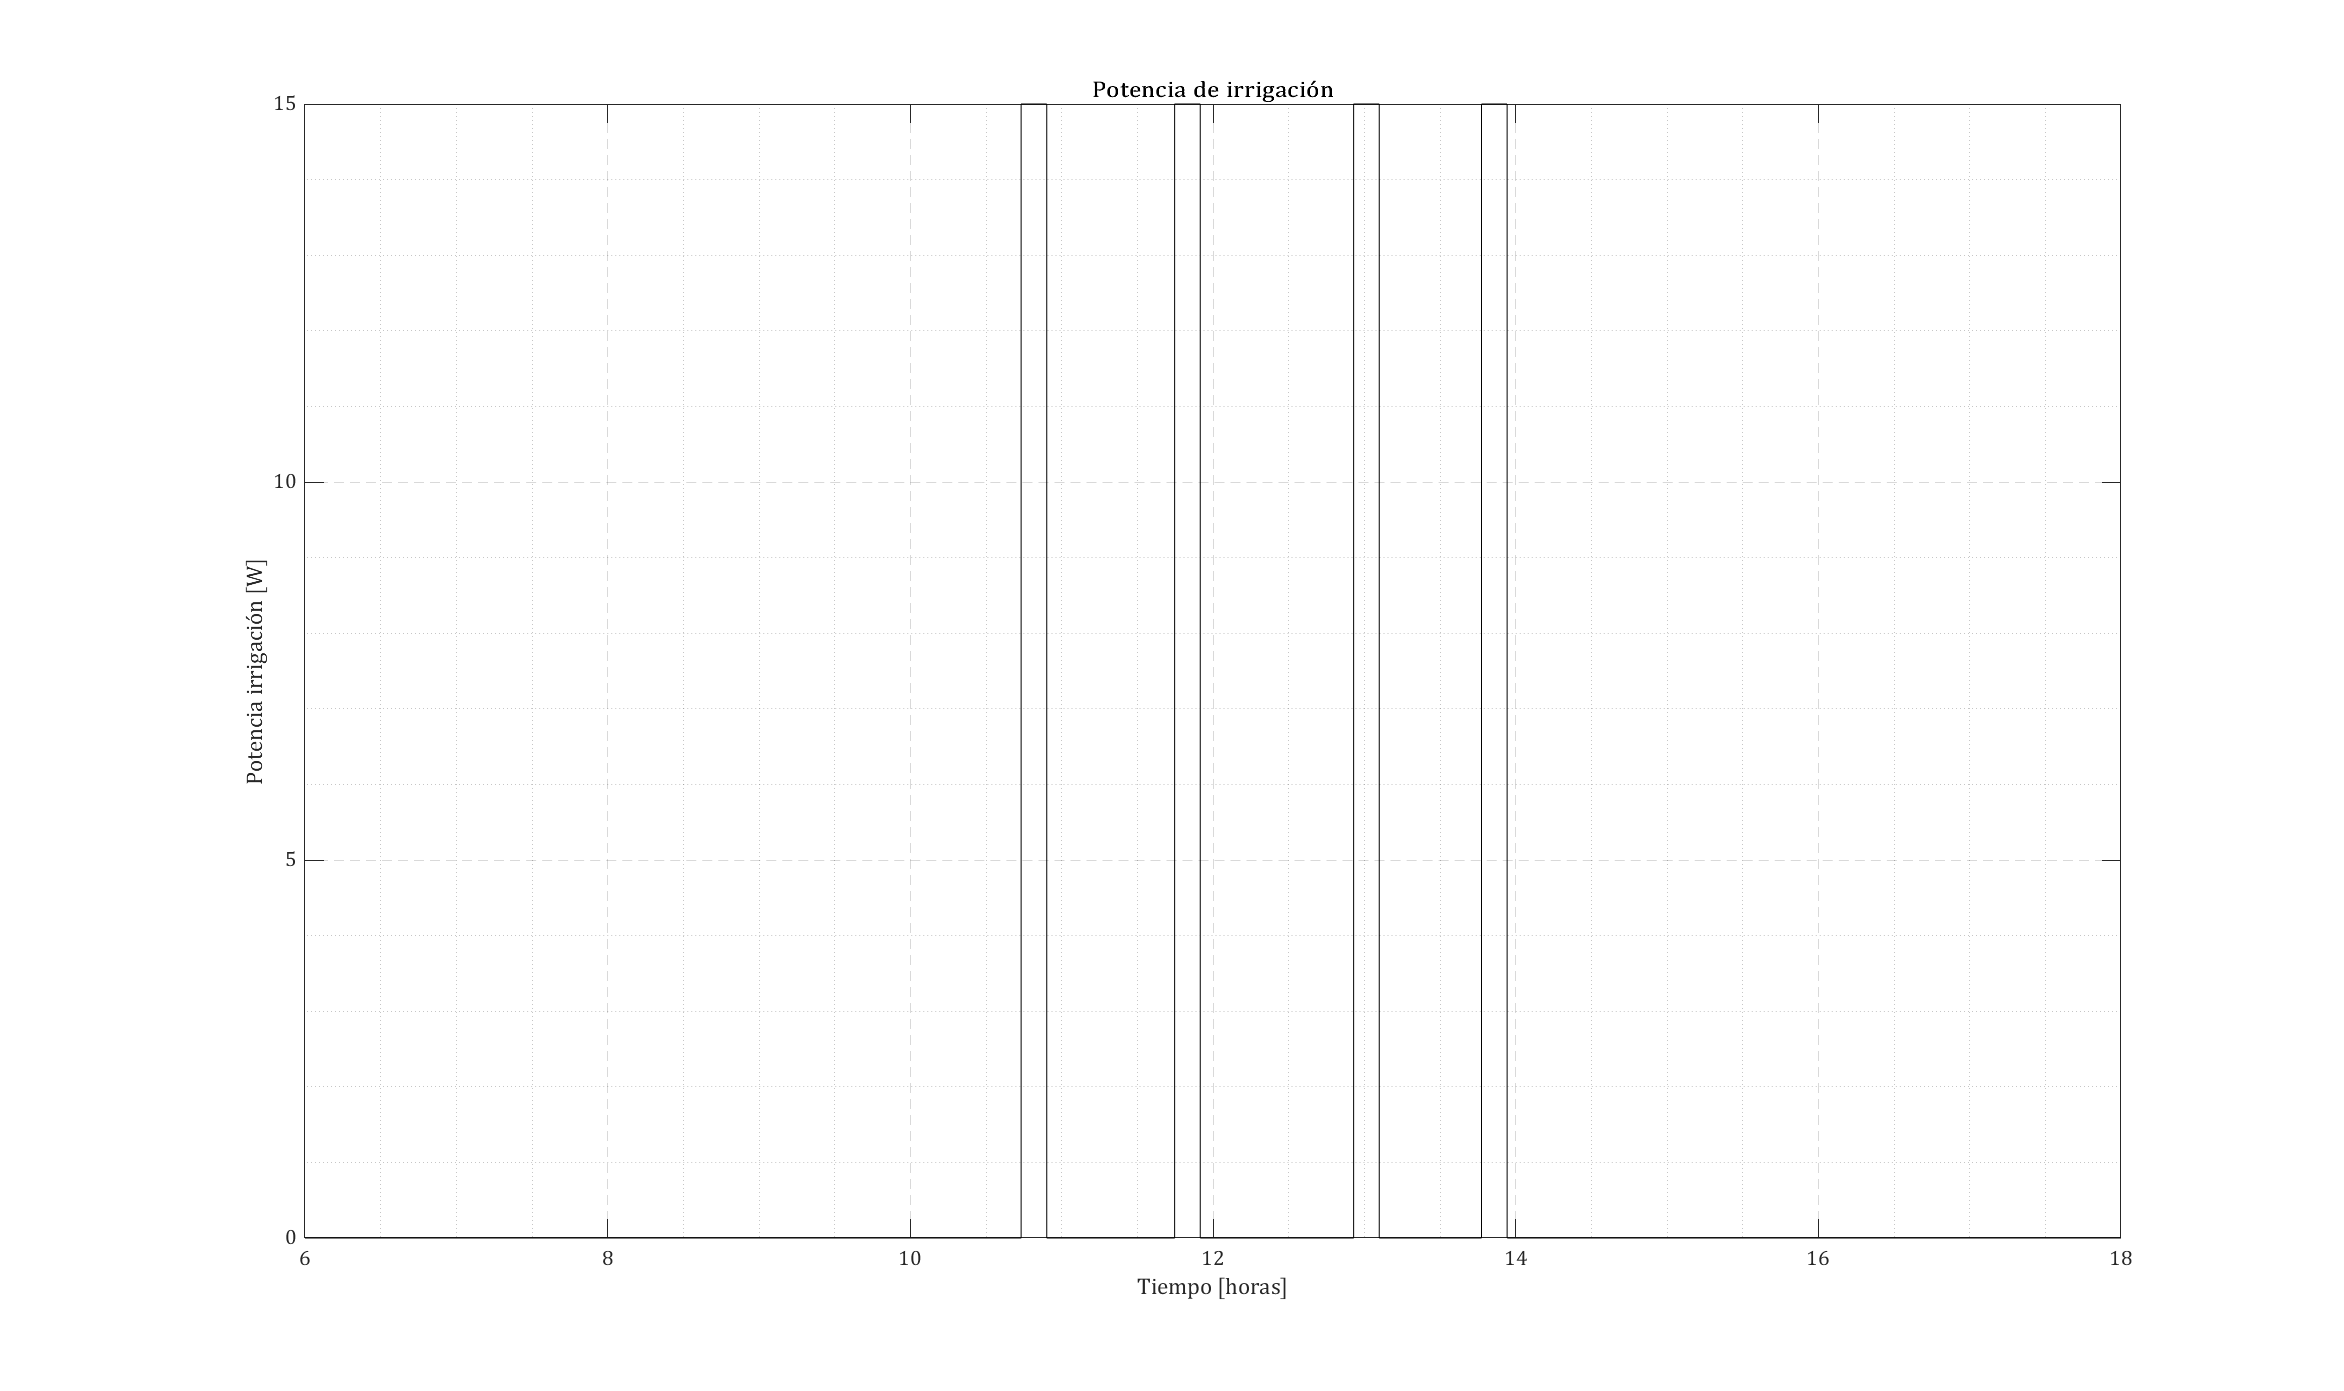 Potencia de irrigación
15
10
5
0
Potencia irrigación [W]
6 8 10 12 14 16 18
Tiempo [horas]